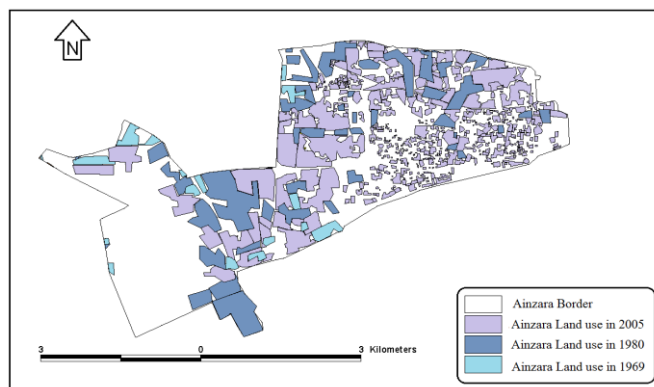 N
Ainzara Border
Ainzara Land use in 2005
Ainzara Land use in 1980
Ainzara Land use in 1969
3 0 3 Kilometers